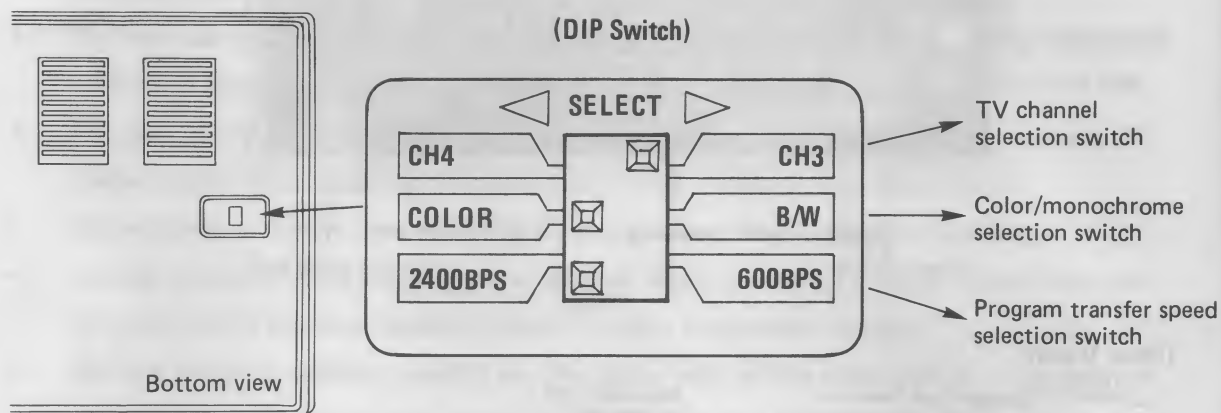 (DIP Switch)
SELECT
CH4
CH3
TV channel
selection switch
COLOR
B/W
Color/monochrome
selection switch
2400BPS
600BPS
Program transfer speed
selection switch
Bottom view